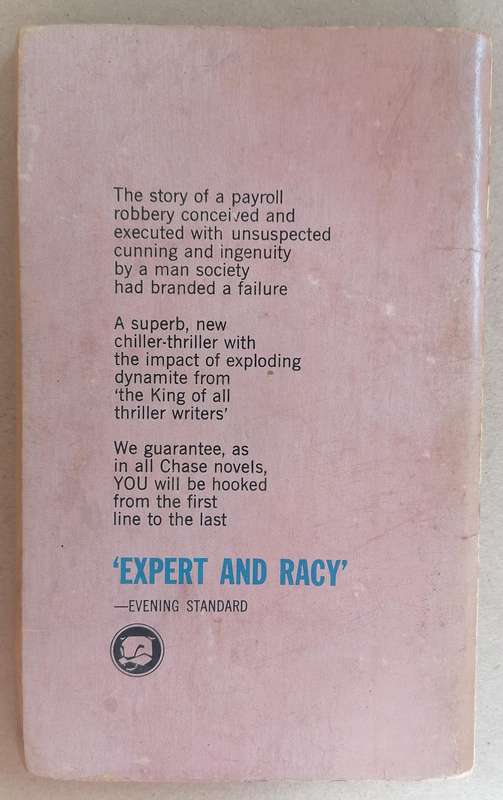 The story of a payroll
robbery conceived and
executed with unsuspected
cunning and ingenuity
by a man society
had branded a failure
A superb, new
chiller-thriller with
the impact of exploding
dynamite from
'the King of all
thriller writers'
We guarantee, as
in all Chase novels,
YOU will be hooked
from the first
line to the last
'EXPERT AND RACY'
—EVENING STANDARD